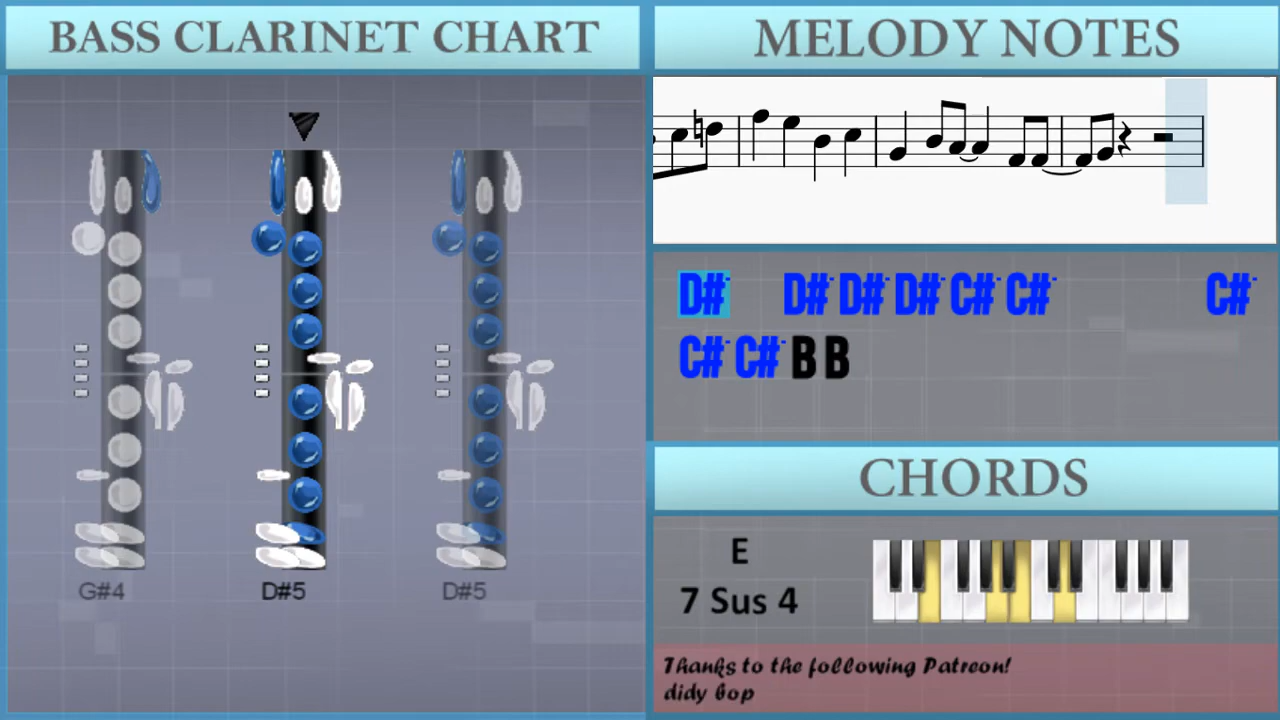 BASS CLARINET CHART
G#4 D#5 D#5
MELODY NOTES
D#- D#- D#- D#- C#- C#- C#-
C#- C#- B B
CHORDS
E
7 Sus 4
Thanks to the following Patreon!
didy bop